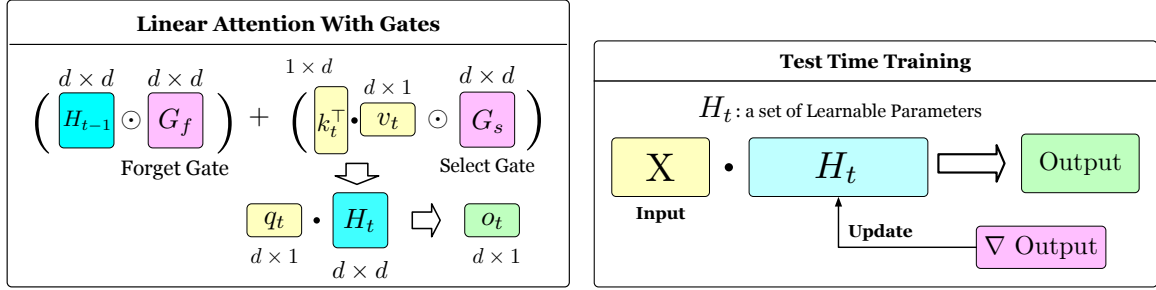 Linear Attention With Gates
d × d d × d 1 × d d × 1 d × d
( H_{t-1} ⊙ G_f ) + ( k_t^⊤ • v_t ⊙ G_s )
Forget Gate Select Gate
q_t • H_t o_t
d × 1 d × d d × 1
Test Time Training
H_t : a set of Learnable Parameters
X • H_t Output
Input
Update
∇ Output